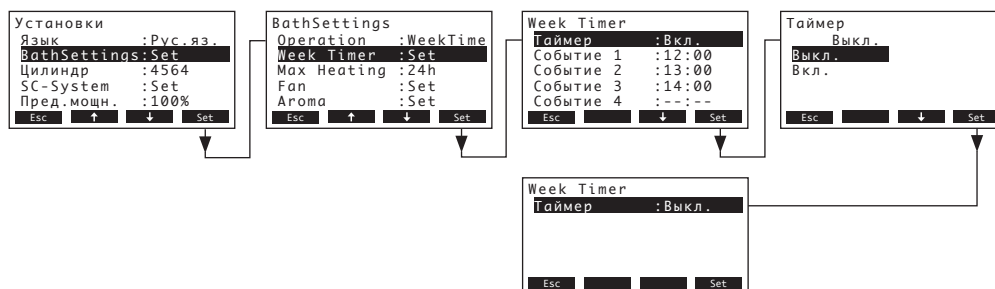 Установки
Язык :Рус.яз.
BathSettings:Set
Цилиндр :4564
SC-System :Set
Пред.мощн. :100%
Esc ↑ ↓ Set
BathSettings
Operation :WeekTime
Week Timer :Set
Max Heating :24h
Fan :Set
Aroma :Set
Esc ↑ ↓ Set
Week Timer
Таймер :Вкл.
Событие 1 :12:00
Событие 2 :13:00
Событие 3 :14:00
Событие 4 :--:--
Esc ↓ Set
Таймер
Выкл.
Выкл.
Вкл.
Esc ↓ Set
Week Timer
Таймер :Выкл.
Esc Set